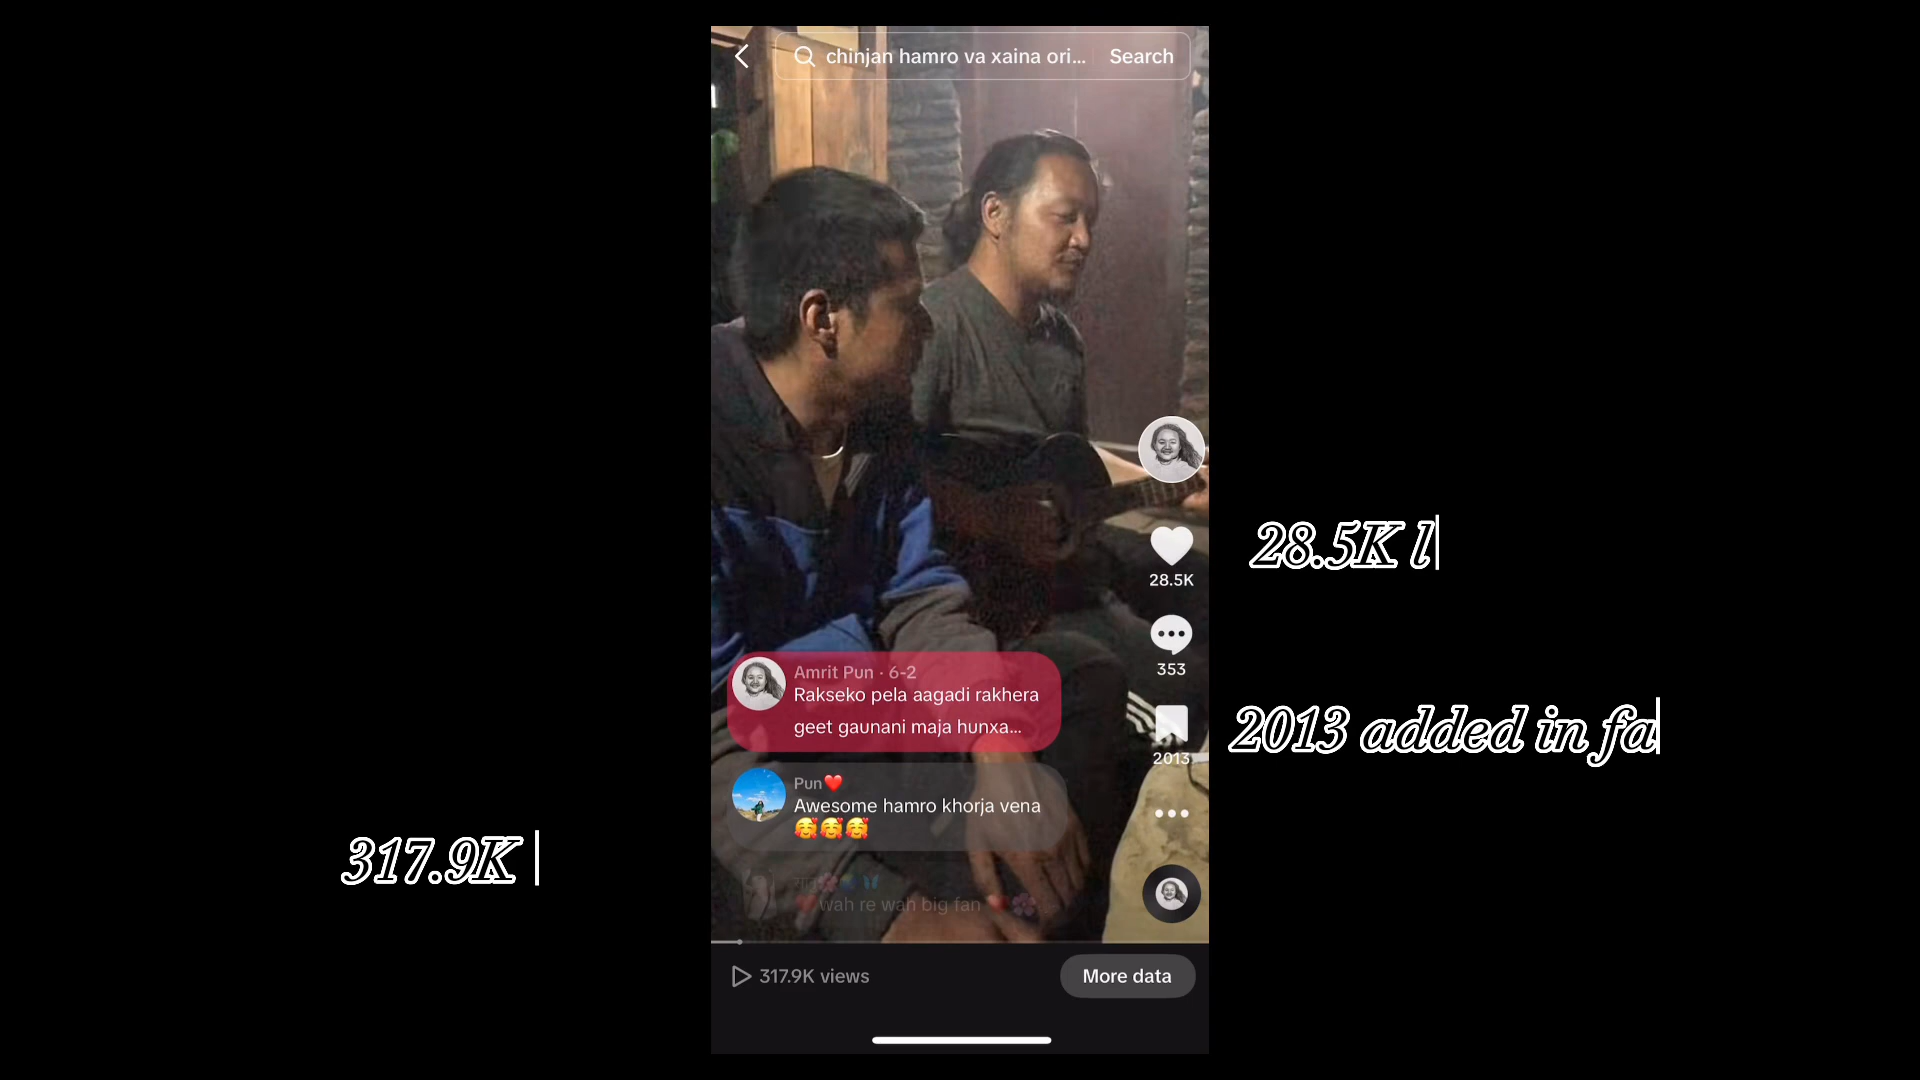 chinjan hamro va xaina ori... Search
28.5K
28.5K l
353
Amrit Pun · 6-2
Rakseko pela aagadi rakhera
geet gaunani maja hunxa...
2013
2013 added in fa
Pun❤️
Awesome hamro khorja vena
🥰🥰🥰
317.9K
❤️wah re wah big fan ❤️🌸
317.9K views More data